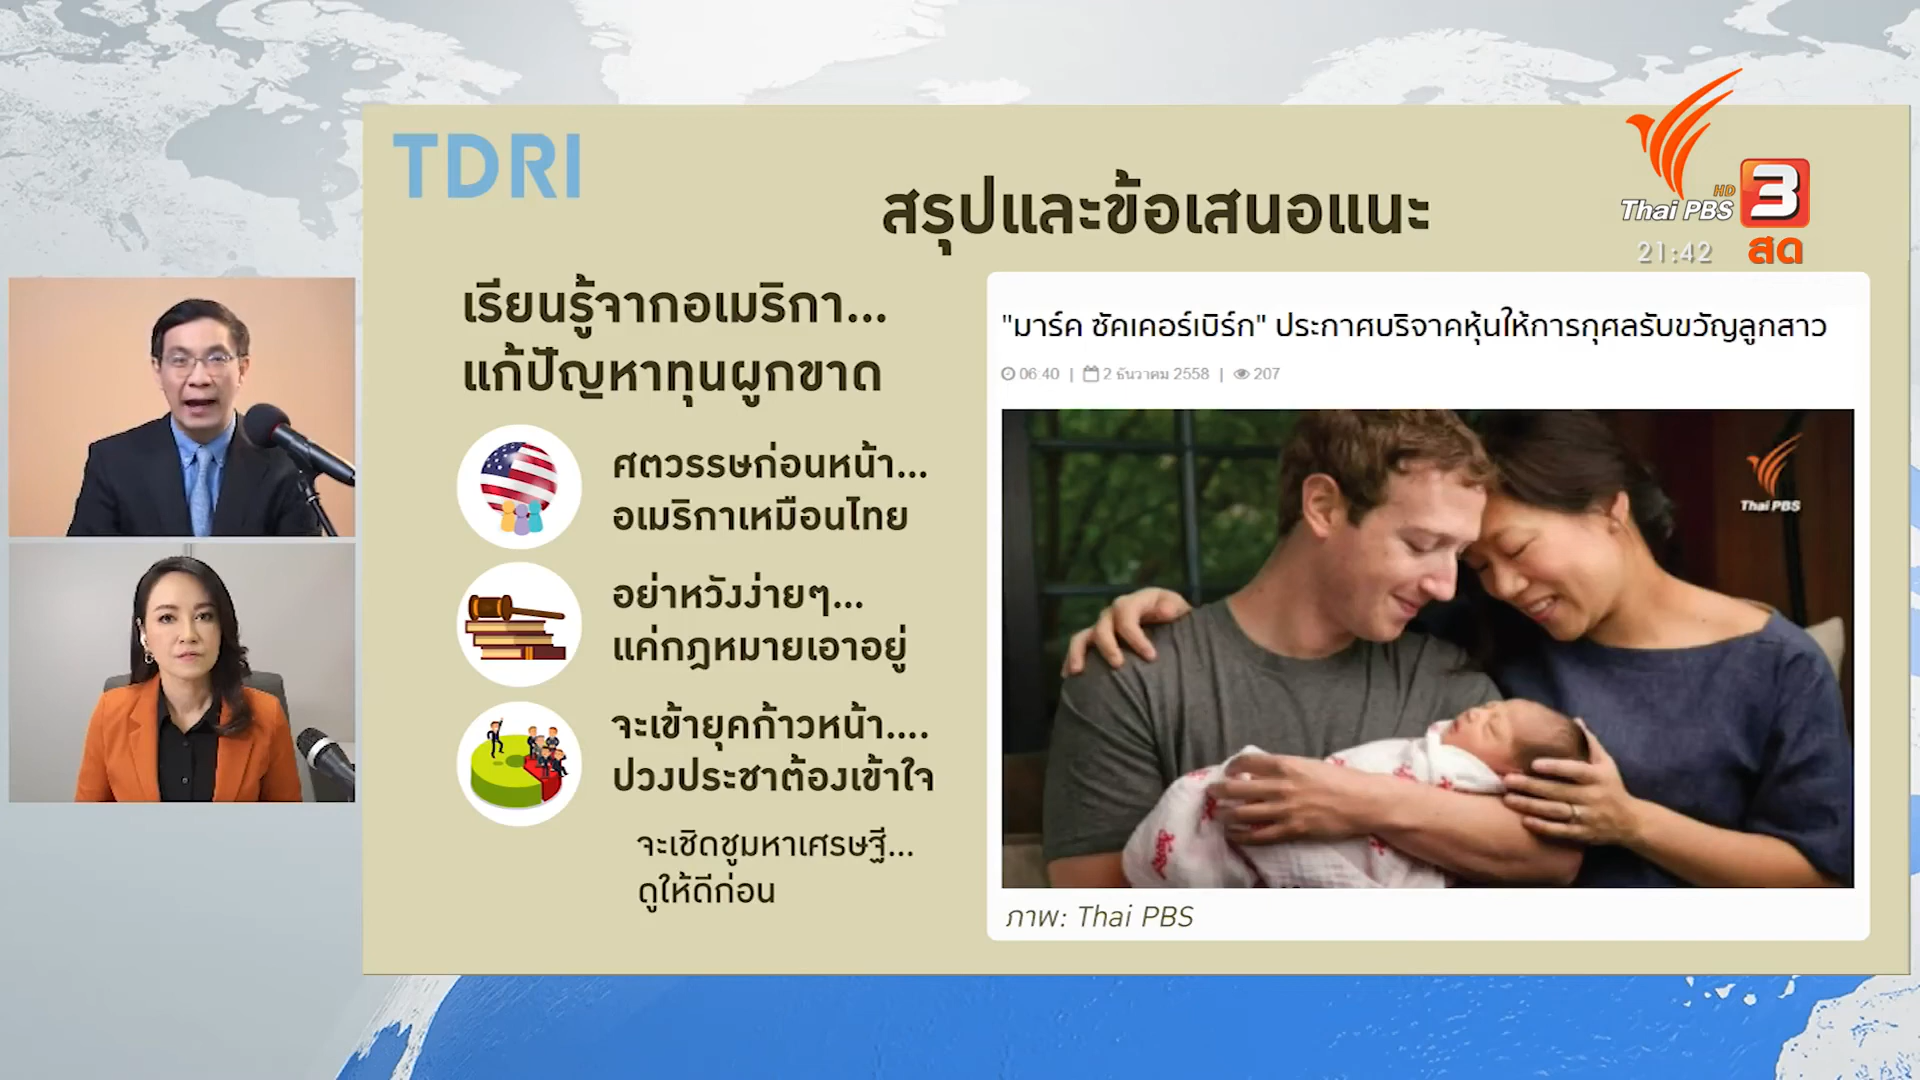 TDRI
สรุปและข้อเสนอแนะ
HD
Thai PBS
3
21:42
สด
เรียนรู้จากอเมริกา...
แก้ปัญหาทุนผูกขาด
ศตวรรษก่อนหน้า...
อเมริกาเหมือนไทย
อย่าหวังง่ายๆ...
แค่กฎหมายเอาอยู่
จะเข้ายุคก้าวหน้า....
ปวงประชาต้องเข้าใจ
จะเชิดชูมหาเศรษฐี...
ดูให้ดีก่อน
"มาร์ค ซัคเคอร์เบิร์ก" ประกาศบริจาคหุ้นให้การกุศลรับขวัญลูกสาว
06:40 | 2 ธันวาคม 2558 | 207
Thai PBS
ภาพ: Thai PBS